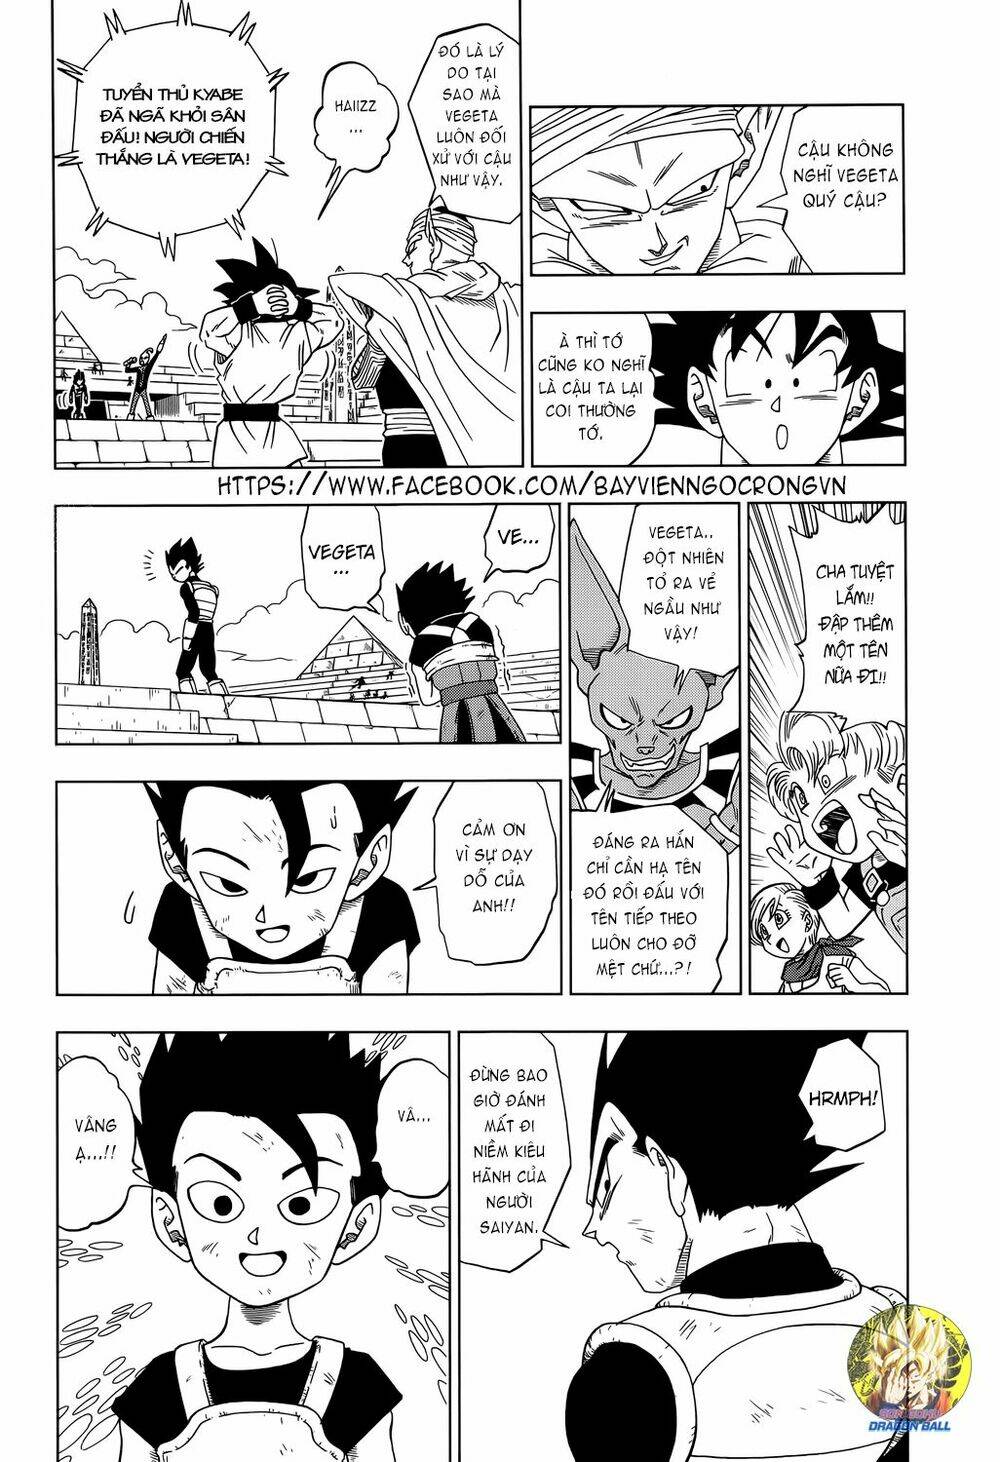 CẬU KHÔNG
NGHĨ VEGETA
QUÝ CẬU?
ĐÓ LÀ LÝ
DO TẠI
SAO MÀ
VEGETA
LUÔN ĐỐI
XỬ VỚI CẬU
NHƯ VẬY.
HAIIZZ
...
TUYỂN THỦ KYABE
ĐÃ NGÃ KHỎI SÂN
ĐẤU! NGƯỜI CHIẾN
THẮNG LÀ VEGETA!
À THÌ TỚ
CŨNG KO NGHĨ
LÀ CẬU TA LẠI
COI THƯỜNG
TỚ.
HTTPS://WWW.FACEBOOK.COM/BAYVIENNGOCRONGVN
CHA TUYỆT
LẮM!!
ĐẬP THÊM
MỘT TÊN
NỮA ĐI!!
VEGETA..
ĐỘT NHIÊN
TỎ RA VẺ
NGẦU NHƯ
VẬY!
ĐÁNG RA HẮN
CHỈ CẦN HẠ TÊN
ĐÓ RỒI ĐẤU VỚI
TÊN TIẾP THEO
LUÔN CHO ĐỠ
MỆT CHỨ...?!
VE...
VEGETA
...
CẢM ƠN
VÌ SỰ DẠY
DỖ CỦA
ANH!!
HRMPH!
ĐỪNG BAO
GIỜ ĐÁNH
MẤT ĐI
NIỀM KIÊU
HÃNH CỦA
NGƯỜI
SAIYAN.
VÂ...
VÂNG
Ạ...!!
SON GOKU
DRAGON BALL